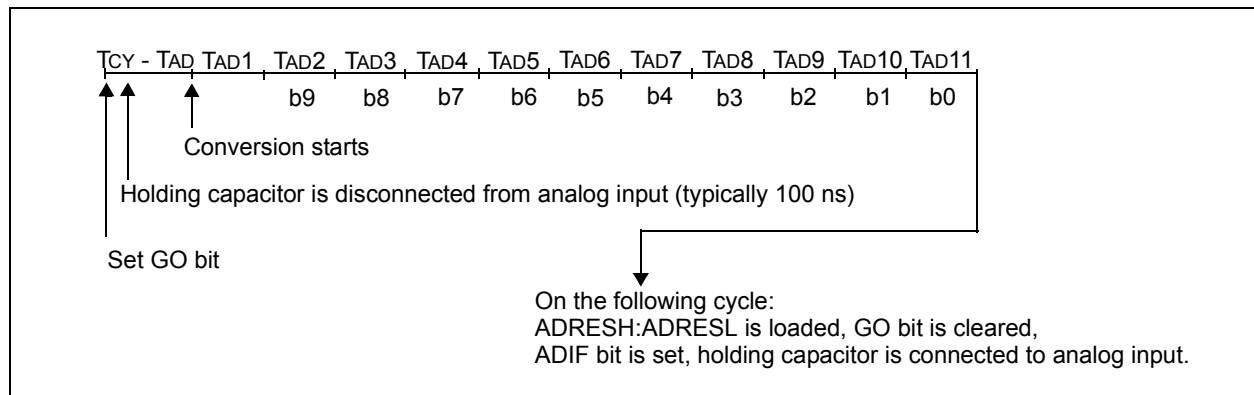 TCY - TAD TAD1 TAD2 TAD3 TAD4 TAD5 TAD6 TAD7 TAD8 TAD9 TAD10 TAD11
b9 b8 b7 b6 b5 b4 b3 b2 b1 b0
Conversion starts
Holding capacitor is disconnected from analog input (typically 100 ns)
Set GO bit
On the following cycle:
ADRESH:ADRESL is loaded, GO bit is cleared,
ADIF bit is set, holding capacitor is connected to analog input.